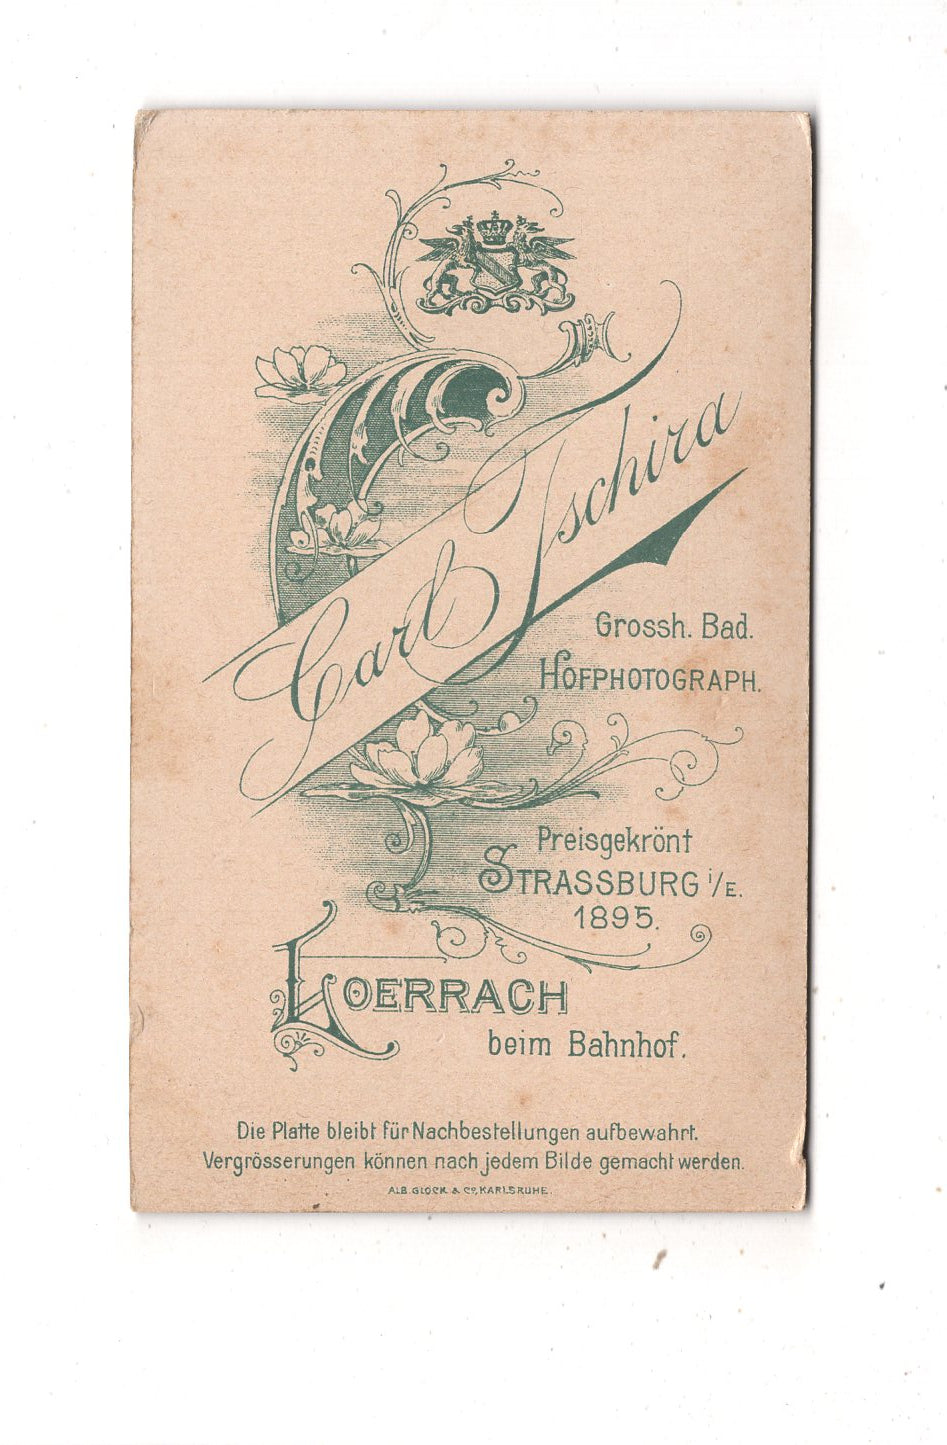 Carl Tschira
Grossh. Bad.
HOFPHOTOGRAPH.
Preisgekrönt
STRASSBURG i/E.
1895.
LOERRACH
beim Bahnhof.
Die Platte bleibt für Nachbestellungen aufbewahrt.
Vergrösserungen können nach jedem Bilde gemacht werden.
ALB. GLOCK & Co, KARLSRUHE.